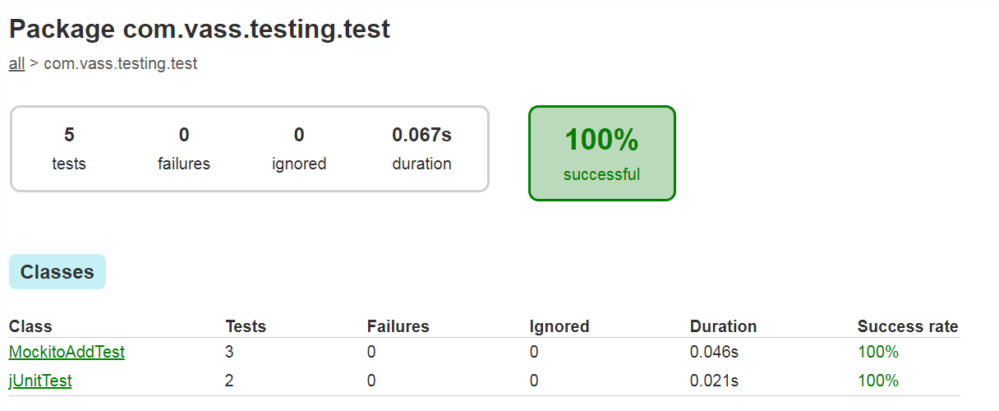 Package com.vass.testing.test
all > com.vass.testing.test
5 0 0 0.067s 100%
tests failures ignored duration successful
Classes
Class Tests Failures Ignored Duration Success rate
MockitoAddTest 3 0 0 0.046s 100%
jUnitTest 2 0 0 0.021s 100%